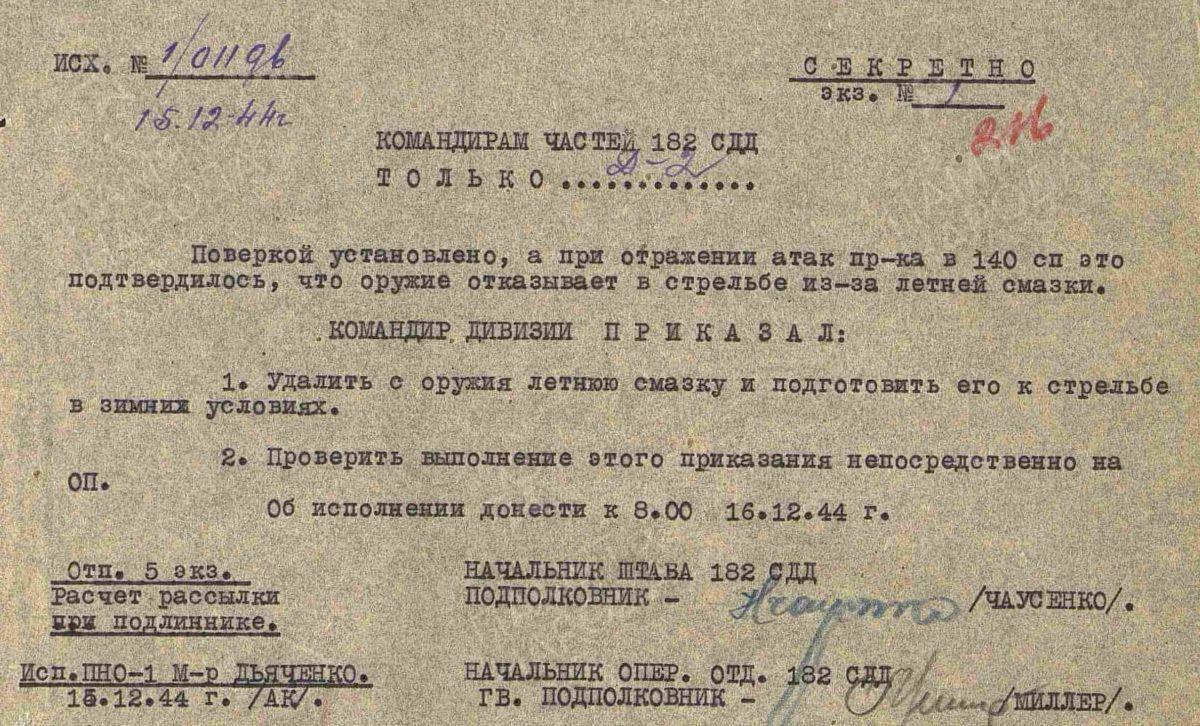 ИСХ. № 1/01196
СЕКРЕТНО
экз. № 1
15.12.44г
216
КОМАНДИРАМ ЧАСТЕЙ 182 СДД
ТОЛЬКО.............
Поверкой установлено, а при отражении атак пр-ка в 140 сп это
подтвердилось, что оружие отказывает в стрельбе из-за летней смазки.
КОМАНДИР ДИВИЗИИ ПРИКАЗАЛ:
1. Удалить с оружия летнюю смазку и подготовить его к стрельбе
в зимних условиях.
2. Проверить выполнение этого приказания непосредственно на
ОП.
Об исполнении донести к 8.00 16.12.44 г.
Отп. 5 экз.
Расчет рассылки
при подлиннике.
Исп.ПНО-1 М-р ДЬЯЧЕНКО.
15.12.44 г. /АК/.
НАЧАЛЬНИК ШТАБА 182 СДД
ПОДПОЛКОВНИК - /ЧАУСЕНКО/.
НАЧАЛЬНИК ОПЕР. ОТД. 182 СДД
ГВ. ПОДПОЛКОВНИК - /МИЛЛЕР/.